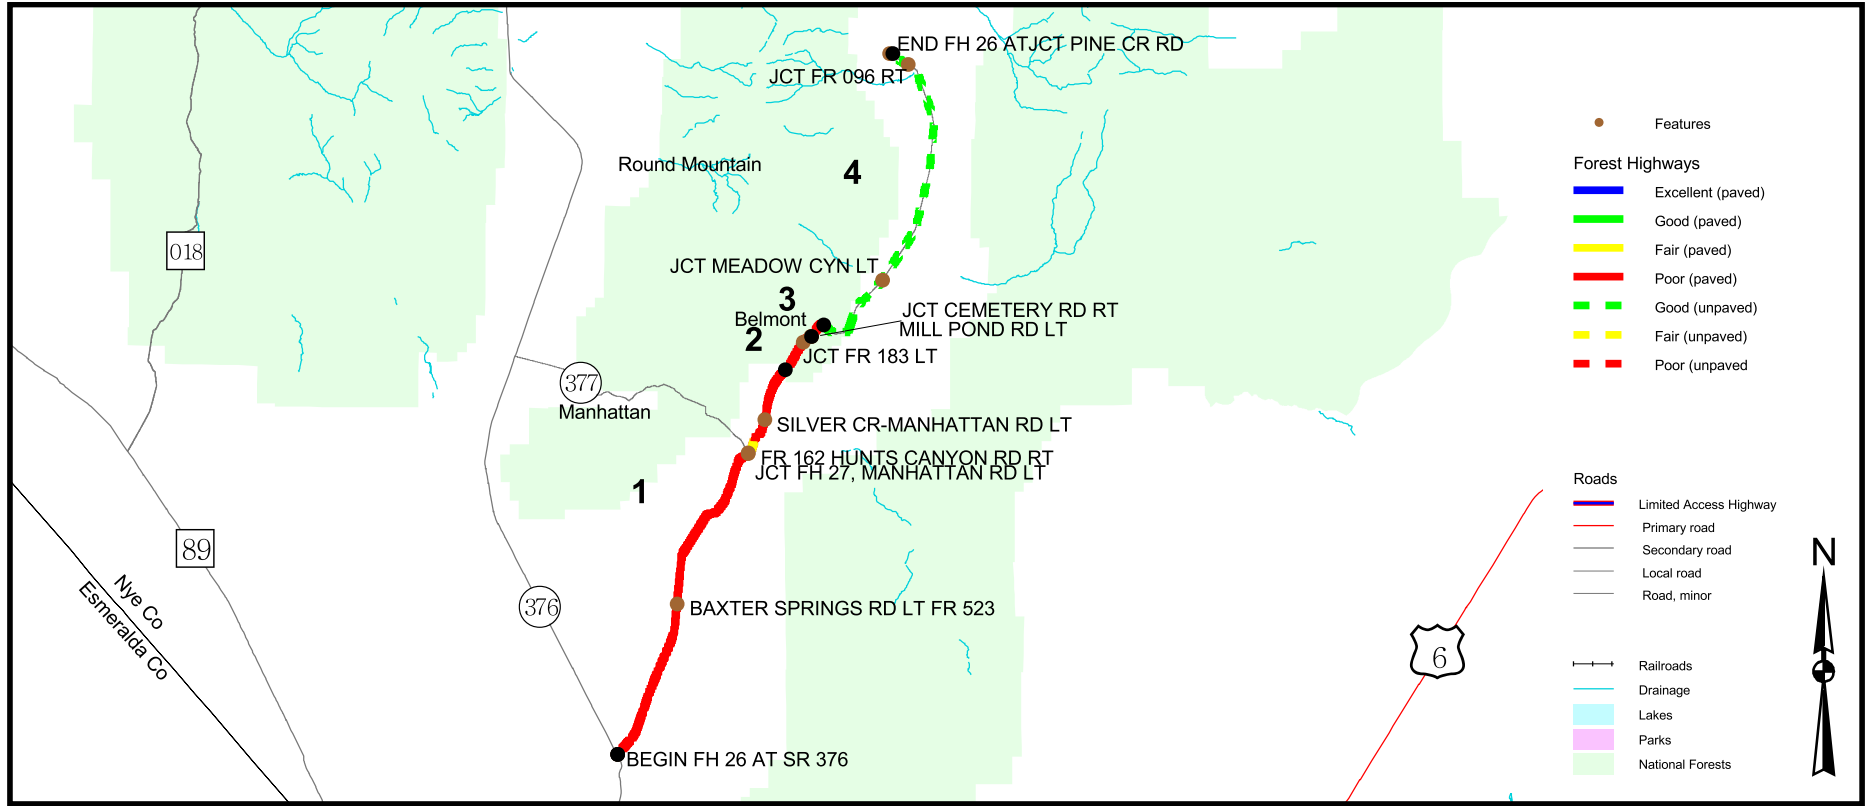 END FH 26 ATJCT PINE CR RD
JCT FR 096 RT
Round Mountain
4
018
JCT MEADOW CYN LT
3
Belmont
2
JCT CEMETERY RD RT
MILL POND RD LT
JCT FR 183 LT
377
Manhattan
SILVER CR-MANHATTAN RD LT
FR 162 HUNTS CANYON RD RT
JCT FH 27, MANHATTAN RD LT
1
89
Nye Co
Esmeralda Co
376
BAXTER SPRINGS RD LT FR 523
6
BEGIN FH 26 AT SR 376
Features
Forest Highways
Excellent (paved)
Good (paved)
Fair (paved)
Poor (paved)
Good (unpaved)
Fair (unpaved)
Poor (unpaved
Roads
Limited Access Highway
Primary road
Secondary road
Local road
Road, minor
Railroads
Drainage
Lakes
Parks
National Forests
N